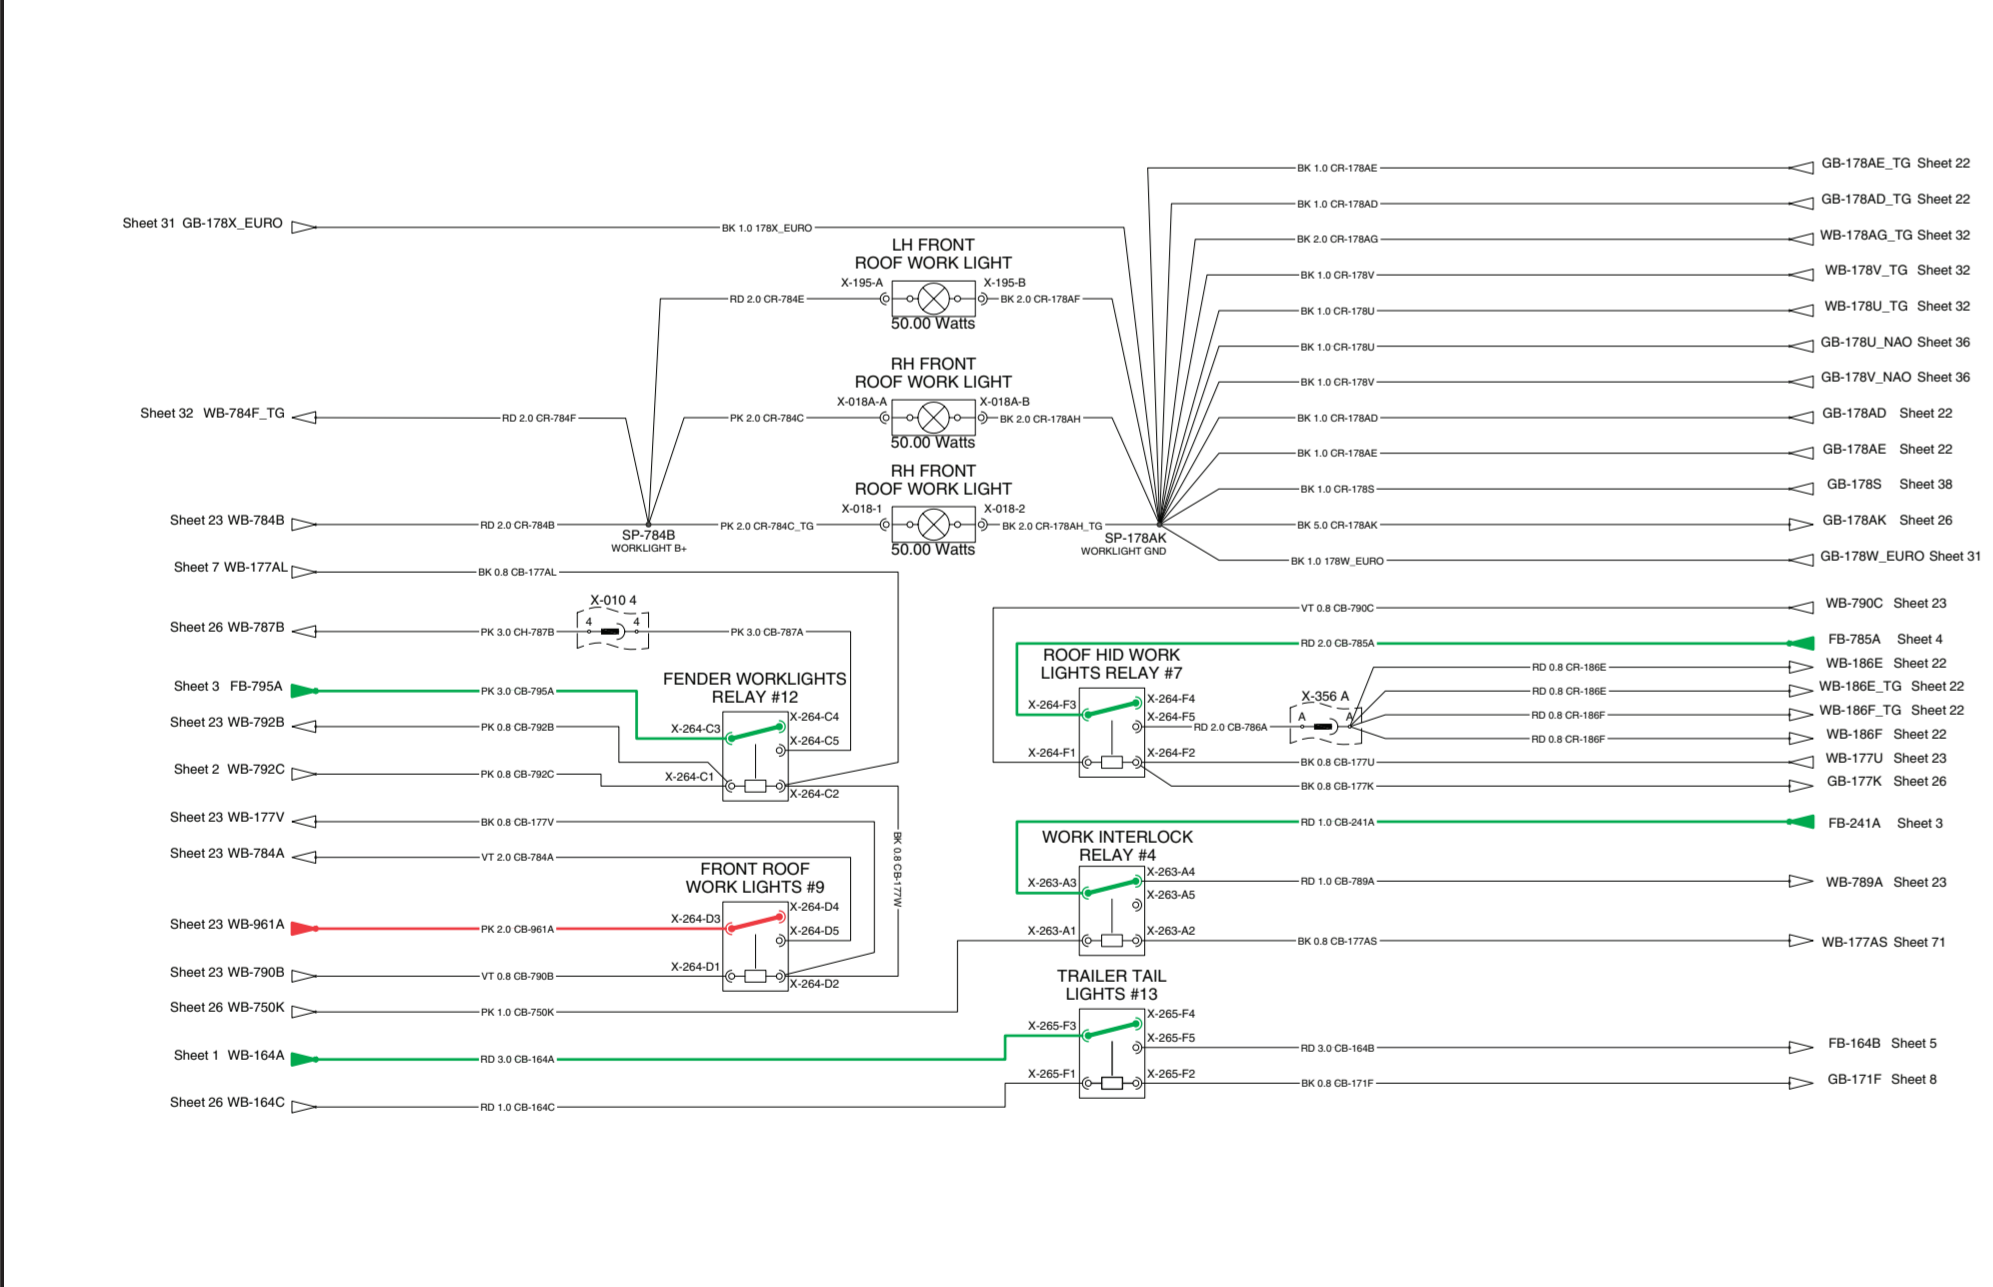 BK 1.0 CR-178AE
GB-178AE_TG Sheet 22
BK 1.0 CR-178AD
GB-178AD_TG Sheet 22
Sheet 31 GB-178X_EURO
BK 1.0 178X_EURO
BK 2.0 CR-178AG
WB-178AG_TG Sheet 32
LH FRONT
ROOF WORK LIGHT
X-195-A
X-195-B
RD 2.0 CR-784E
BK 2.0 CR-178AF
50.00 Watts
BK 1.0 CR-178V
WB-178V_TG Sheet 32
BK 1.0 CR-178U
WB-178U_TG Sheet 32
BK 1.0 CR-178U
GB-178U_NAO Sheet 36
RH FRONT
ROOF WORK LIGHT
BK 1.0 CR-178V
GB-178V_NAO Sheet 36
X-018A-A
X-018A-B
Sheet 32 WB-784F_TG
RD 2.0 CR-784F
PK 2.0 CR-784C
BK 2.0 CR-178AH
50.00 Watts
BK 1.0 CR-178AD
GB-178AD Sheet 22
BK 1.0 CR-178AE
GB-178AE Sheet 22
RH FRONT
ROOF WORK LIGHT
BK 1.0 CR-178S
GB-178S Sheet 38
X-018-1
X-018-2
Sheet 23 WB-784B
RD 2.0 CR-784B
PK 2.0 CR-784C_TG
BK 2.0 CR-178AH_TG
50.00 Watts
BK 5.0 CR-178AK
GB-178AK Sheet 26
SP-784B
WORKLIGHT B+
SP-178AK
WORKLIGHT GND
BK 1.0 178W_EURO
GB-178W_EURO Sheet 31
Sheet 7 WB-177AL
BK 0.8 CB-177AL
X-010 4
4
4
Sheet 26 WB-787B
PK 3.0 CH-787B
PK 3.0 CB-787A
VT 0.8 CB-790C
WB-790C Sheet 23
RD 2.0 CB-785A
FB-785A Sheet 4
ROOF HID WORK
LIGHTS RELAY #7
RD 0.8 CR-186E
WB-186E Sheet 22
FENDER WORKLIGHTS
RELAY #12
Sheet 3 FB-795A
PK 3.0 CB-795A
RD 0.8 CR-186E
WB-186E_TG Sheet 22
X-264-F3
X-264-F4
X-356 A
A
A
RD 0.8 CR-186F
WB-186F_TG Sheet 22
X-264-F5
RD 2.0 CB-786A
Sheet 23 WB-792B
PK 0.8 CB-792B
X-264-C3
X-264-C4
X-264-C5
RD 0.8 CR-186F
WB-186F Sheet 22
X-264-F1
X-264-F2
BK 0.8 CB-177U
WB-177U Sheet 23
Sheet 2 WB-792C
PK 0.8 CB-792C
X-264-C1
X-264-C2
BK 0.8 CB-177K
GB-177K Sheet 26
Sheet 23 WB-177V
BK 0.8 CB-177V
RD 1.0 CB-241A
FB-241A Sheet 3
WORK INTERLOCK
RELAY #4
Sheet 23 WB-784A
VT 2.0 CB-784A
BK 0.8 CB-177W
FRONT ROOF
WORK LIGHTS #9
X-263-A3
X-263-A4
RD 1.0 CB-789A
WB-789A Sheet 23
X-263-A5
Sheet 23 WB-961A
PK 2.0 CB-961A
X-264-D3
X-264-D4
X-264-D5
X-263-A1
X-263-A2
BK 0.8 CB-177AS
WB-177AS Sheet 71
Sheet 23 WB-790B
VT 0.8 CB-790B
X-264-D1
X-264-D2
TRAILER TAIL
LIGHTS #13
Sheet 26 WB-750K
PK 1.0 CB-750K
X-265-F3
X-265-F4
X-265-F5
RD 3.0 CB-164B
FB-164B Sheet 5
Sheet 1 WB-164A
RD 3.0 CB-164A
X-265-F1
X-265-F2
BK 0.8 CB-171F
GB-171F Sheet 8
Sheet 26 WB-164C
RD 1.0 CB-164C